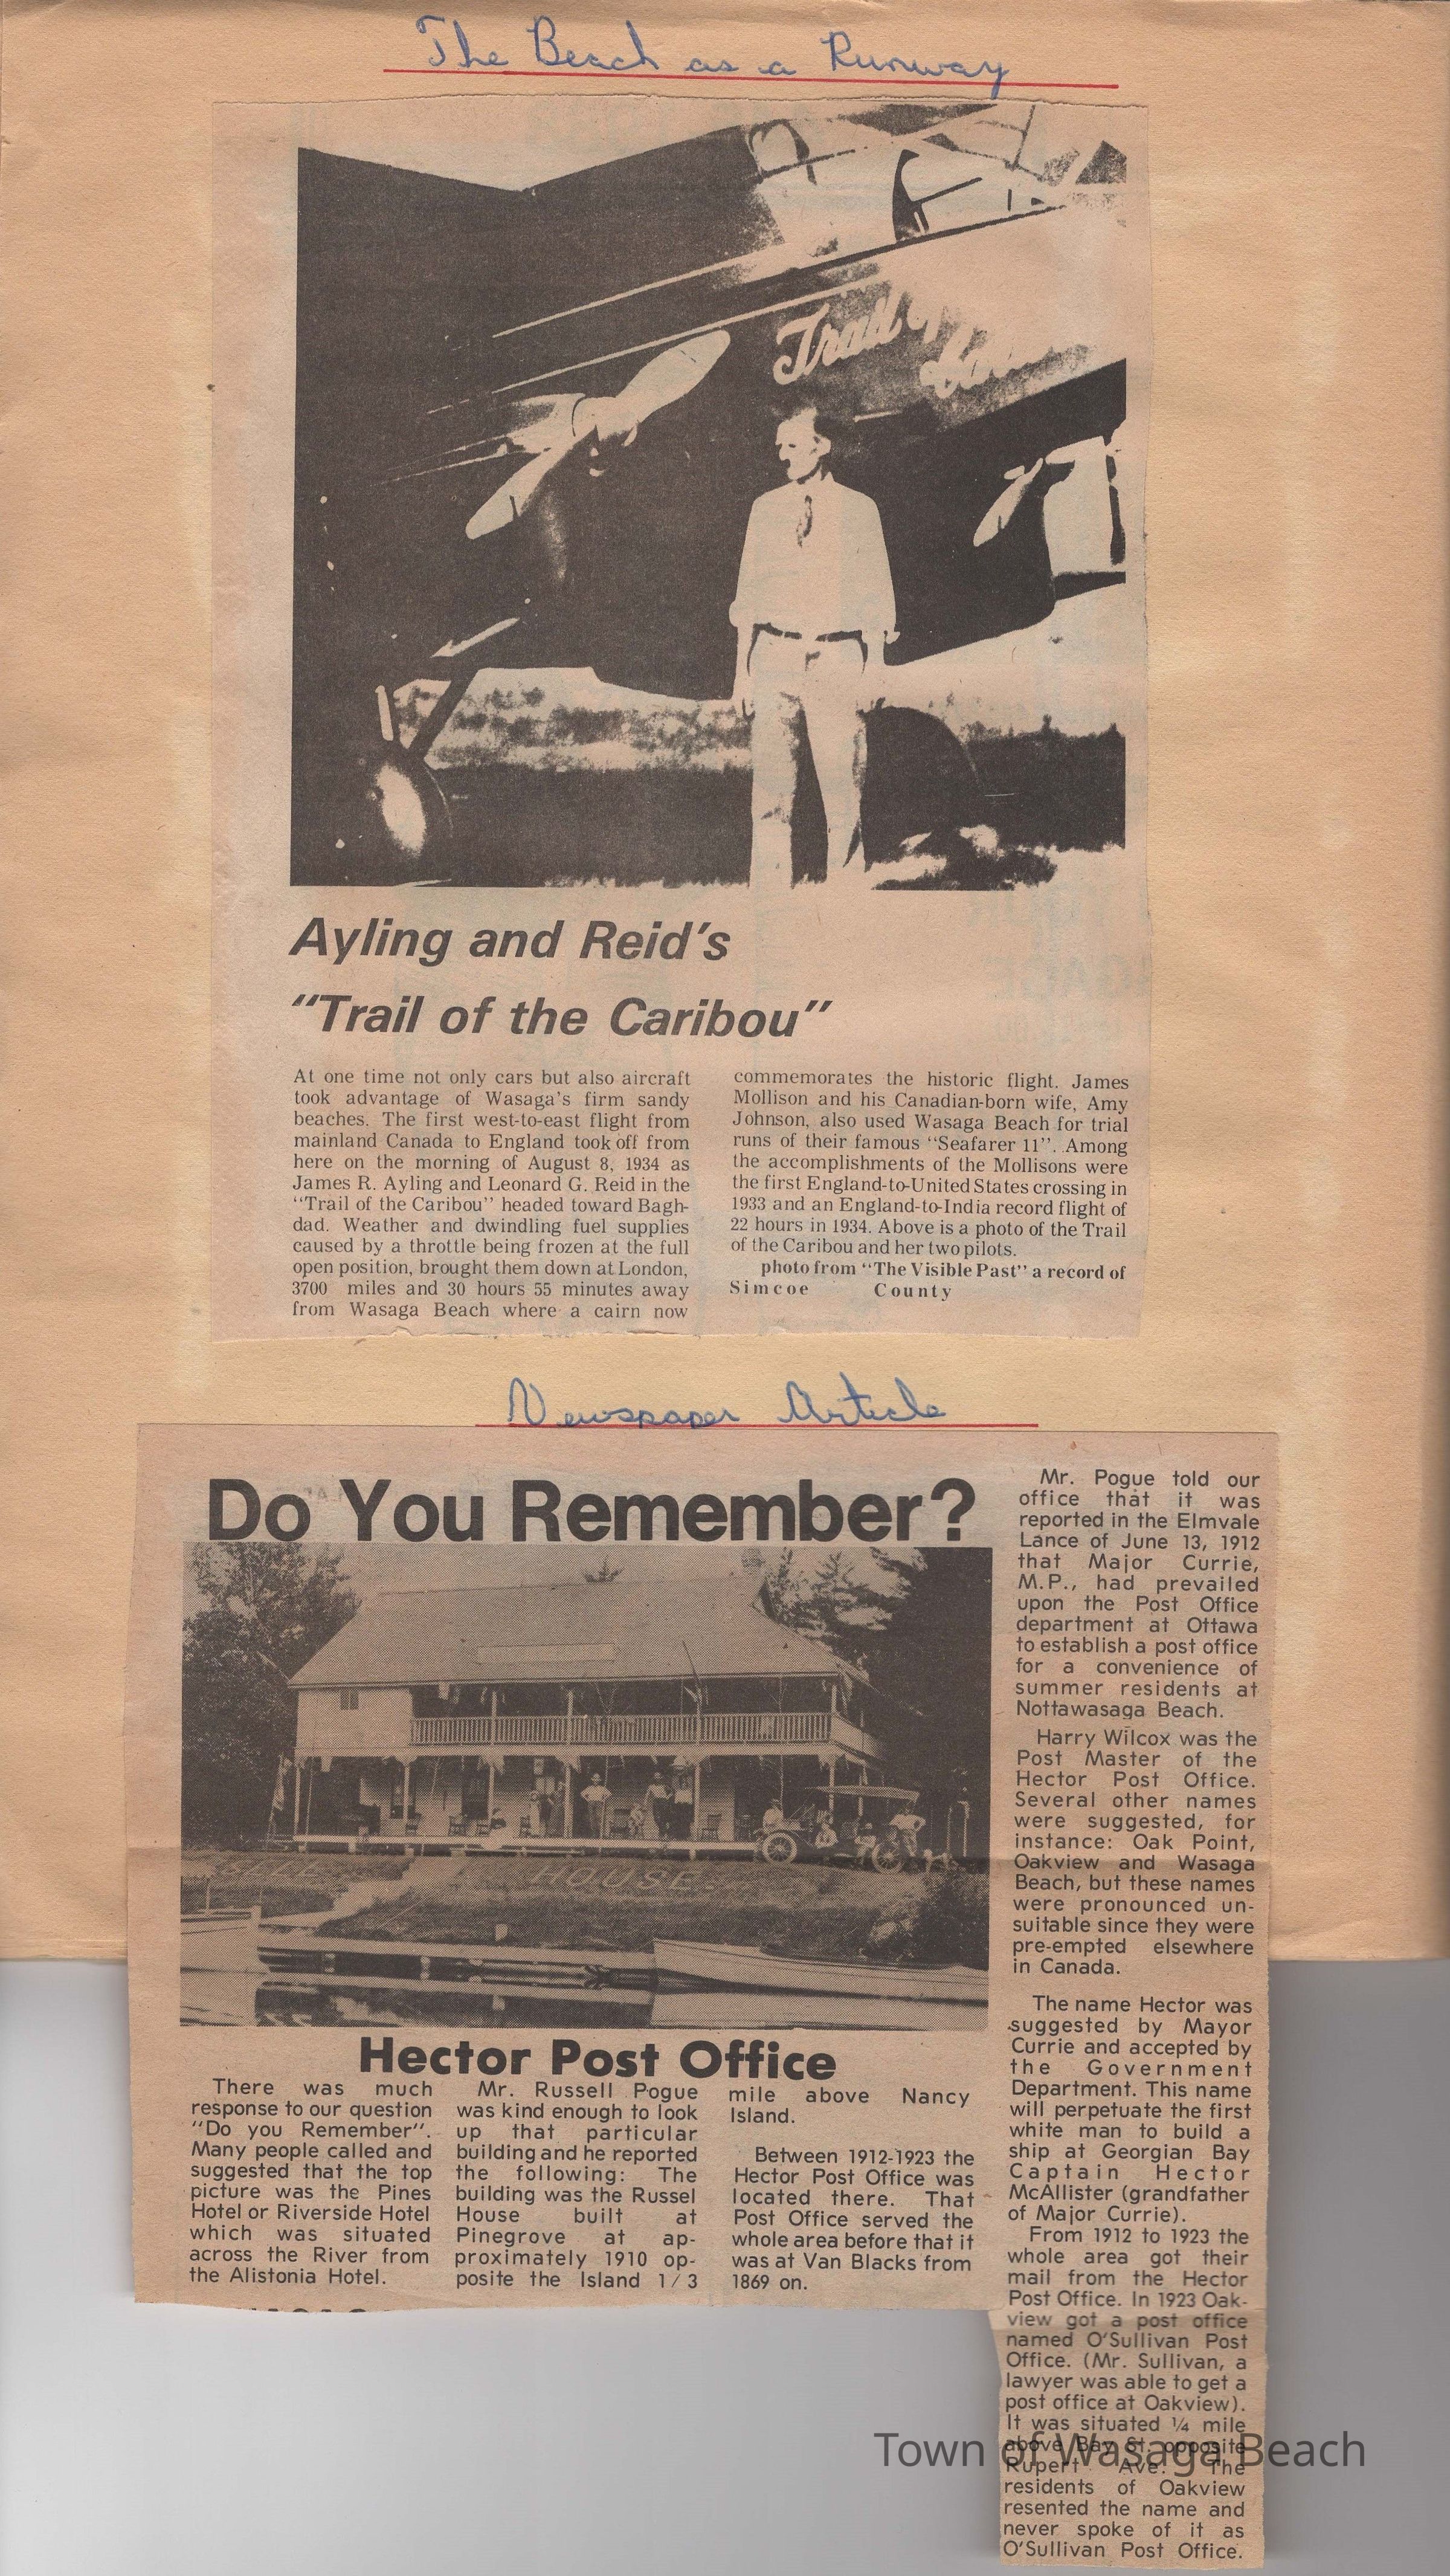 The Beach as a Runway
Trail
Ayling and Reid's
"Trail of the Caribou"
At one time not only cars but also aircraft
took advantage of Wasaga's firm sandy
beaches. The first west-to-east flight from
mainland Canada to England took off from
here on the morning of August 8, 1934 as
James R. Ayling and Leonard G. Reid in the
"Trail of the Caribou" headed toward Bagh-
dad. Weather and dwindling fuel supplies
caused by a throttle being frozen at the full
open position, brought them down at London,
3700 miles and 30 hours 55 minutes away
from Wasaga Beach where a cairn now
commemorates the historic flight. James
Mollison and his Canadian-born wife, Amy
Johnson, also used Wasaga Beach for trial
runs of their famous "Seafarer 11". Among
the accomplishments of the Mollisons were
the first England-to-United States crossing in
1933 and an England-to-India record flight of
22 hours in 1934. Above is a photo of the Trail
of the Caribou and her two pilots.
photo from "The Visible Past" a record of
Simcoe County
Newspaper Article
Do You Remember?
HOUSE
Hector Post Office
There was much
response to our question
"Do you Remember".
Many people called and
suggested that the top
picture was the Pines
Hotel or Riverside Hotel
which was situated
across the River from
the Alistonia Hotel.
Mr. Russell Pogue
was kind enough to look
up that particular
building and he reported
the following: The
building was the Russel
House built at
Pinegrove at ap-
proximately 1910 op-
posite the Island 1/3
mile above Nancy
Island.
Between 1912-1923 the
Hector Post Office was
located there. That
Post Office served the
whole area before that it
was at Van Blacks from
1869 on.
Mr. Pogue told our
office that it was
reported in the Elmvale
Lance of June 13, 1912
that Major Currie,
M.P., had prevailed
upon the Post Office
department at Ottawa
to establish a post office
for a convenience of
summer residents at
Nottawasaga Beach.
Harry Wilcox was the
Post Master of the
Hector Post Office.
Several other names
were suggested, for
instance: Oak Point,
Oakview and Wasaga
Beach, but these names
were pronounced un-
suitable since they were
pre-empted elsewhere
in Canada.
The name Hector was
suggested by Mayor
Currie and accepted by
the Government
Department. This name
will perpetuate the first
white man to build a
ship at Georgian Bay
Captain Hector
McAllister (grandfather
of Major Currie).
From 1912 to 1923 the
whole area got their
mail from the Hector
Post Office. In 1923 Oak-
view got a post office
named O'Sullivan Post
Office. (Mr. Sullivan, a
lawyer was able to get a
post office at Oakview).
It was situated ¼ mile
above Bay St. opposite
Rupert Ave. The
residents of Oakview
resented the name and
never spoke of it as
O'Sullivan Post Office.
Town of Wasaga Beach